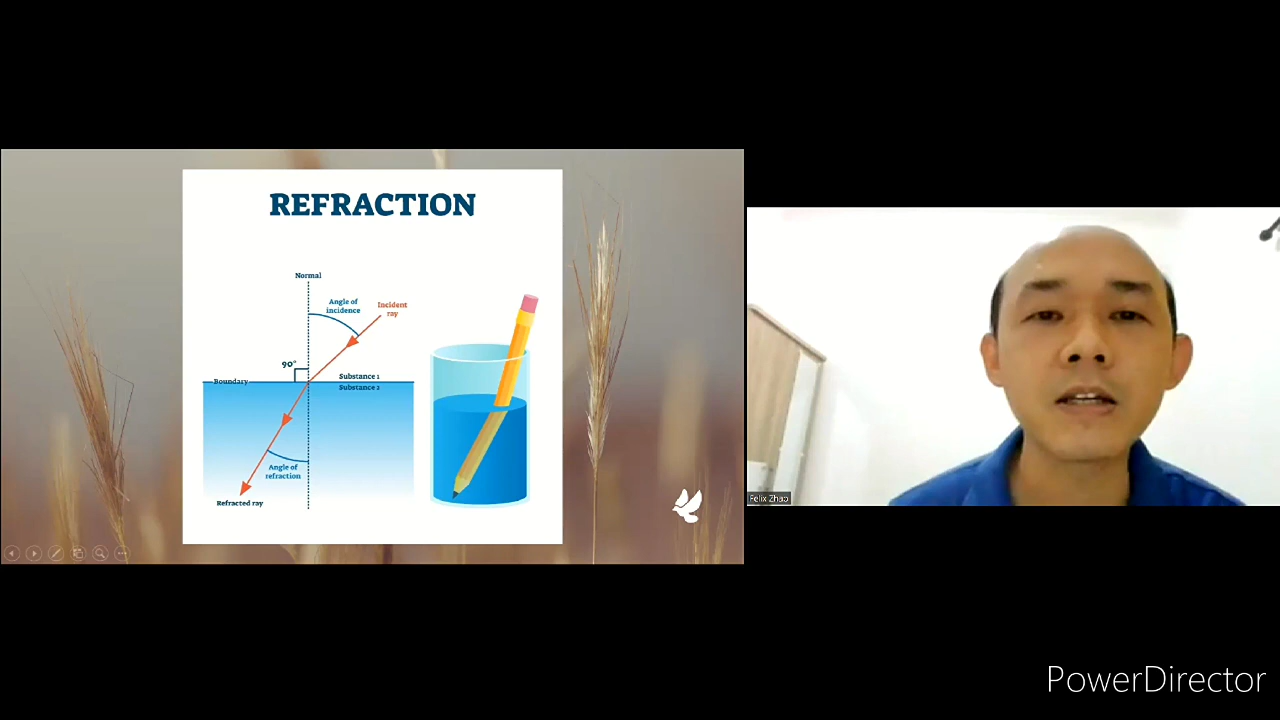 REFRACTION
Normal
Angle of
incidence
Incident
ray
90°
Boundary
Substance 1
Substance 2
Angle of
refraction
Refracted ray
Felix Zhao
PowerDirector